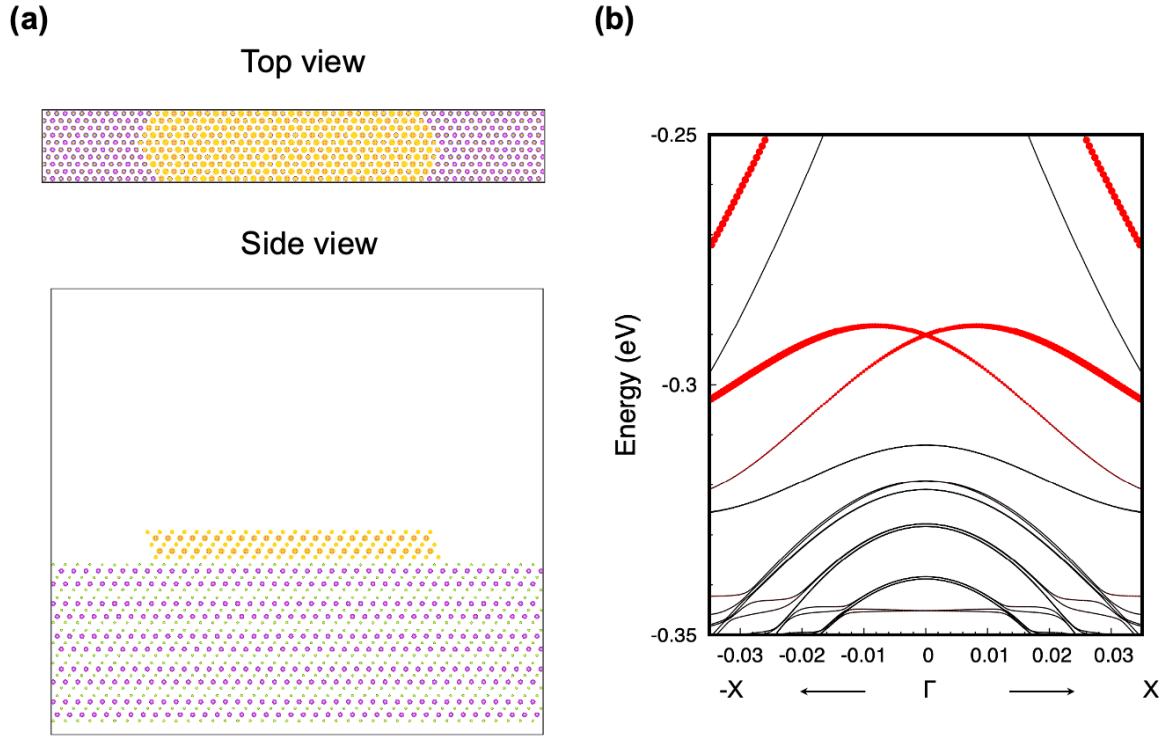 (a)
Top view
Side view
(b)
Energy (eV)
-0.25
-0.3
-0.35
-0.03 -0.02 -0.01 0 0.01 0.02 0.03
-X Γ X